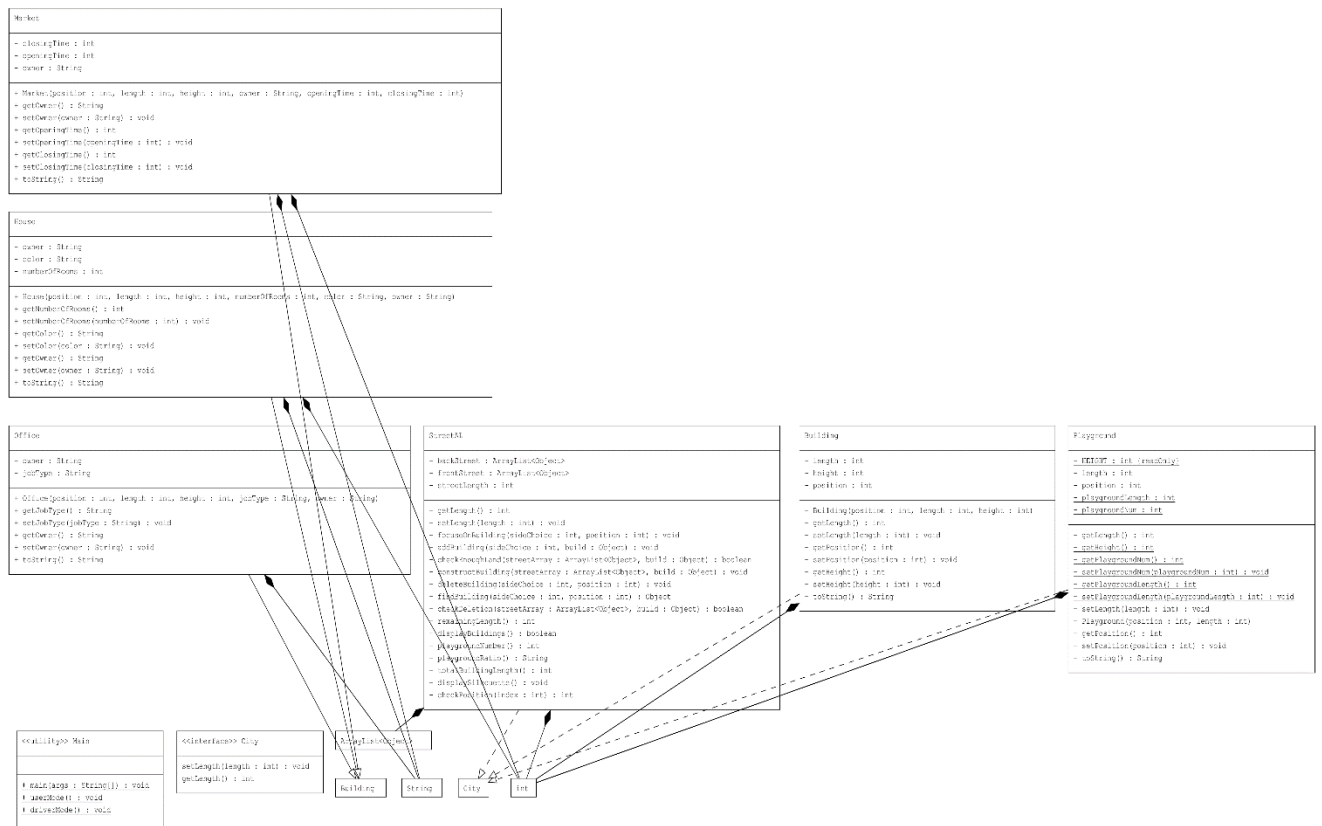 Market
- closingTime : int
- openingTime : int
- owner : String
+ Market(position : int, length : int, height : int, owner : String, openingTime : int, closingTime : int)
+ getOwner() : String
+ setOwner(owner : String) : void
+ getOpeningTime() : int
+ setOpeningTime(openingTime : int) : void
+ getClosingTime() : int
+ setClosingTime(closingTime : int) : void
+ toString() : String
House
- owner : String
- color : String
- numberOfRooms : int
+ House(position : int, length : int, height : int, numberOfRooms : int, color : String, owner : String)
+ getNumberOfRooms() : int
+ setNumberOfRooms(numberOfRooms : int) : void
+ getColor() : String
+ setColor(color : String) : void
+ getOwner() : String
+ setOwner(owner : String) : void
+ toString() : String
Office
- owner : String
- jobType : String
+ Office(position : int, length : int, height : int, jobType : String, owner : String)
+ getJobType() : String
+ setJobType(jobType : String) : void
+ getOwner() : String
+ setOwner(owner : String) : void
+ toString() : String
StreetAL
- backStreet : ArrayList<Object>
- frontStreet : ArrayList<Object>
- streetLength : int
+ getLength() : int
+ setLength(length : int) : void
+ focusOnBuilding(sideChoice : int, position : int) : void
+ addBuilding(sideChoice : int, build : Object) : void
- checkEnoughLand(streetArray : ArrayList<Object>, build : Object) : boolean
- constructBuilding(streetArray : ArrayList<Object>, build : Object) : void
+ deleteBuilding(sideChoice : int, position : int) : void
+ findBuilding(sideChoice : int, position : int) : Object
- checkDeletion(streetArray : ArrayList<Object>, build : Object) : boolean
+ remainingLength() : int
+ displayBuildings() : boolean
+ playgroundNumber() : int
+ playgroundRatio() : String
+ totalBuildingLength() : int
+ displaySilhouette() : void
- checkPosition(index : int) : int
Building
- length : int
- height : int
- position : int
+ Building(position : int, length : int, height : int)
+ getLength() : int
+ setLength(length : int) : void
+ getPosition() : int
+ setPosition(position : int) : void
+ getHeight() : int
+ setHeight(height : int) : void
+ toString() : String
Playground
- HEIGHT : int {readOnly}
- length : int
- position : int
- playgroundLength : int
- playgroundNum : int
+ getLength() : int
+ getHeight() : int
+ getPlaygroundNum() : int
+ setPlaygroundNum(playgroundNum : int) : void
+ getPlaygroundLength() : int
+ setPlaygroundLength(playgroundLength : int) : void
+ setLength(length : int) : void
+ Playground(position : int, length : int)
+ getPosition() : int
+ setPosition(position : int) : void
+ toString() : String
<<utility>> Main
# main(args : String[]) : void
# userMode() : void
# driverMode() : void
<<interface>> City
setLength(length : int) : void
getLength() : int
ArrayList<Object>
Building
String
City
int